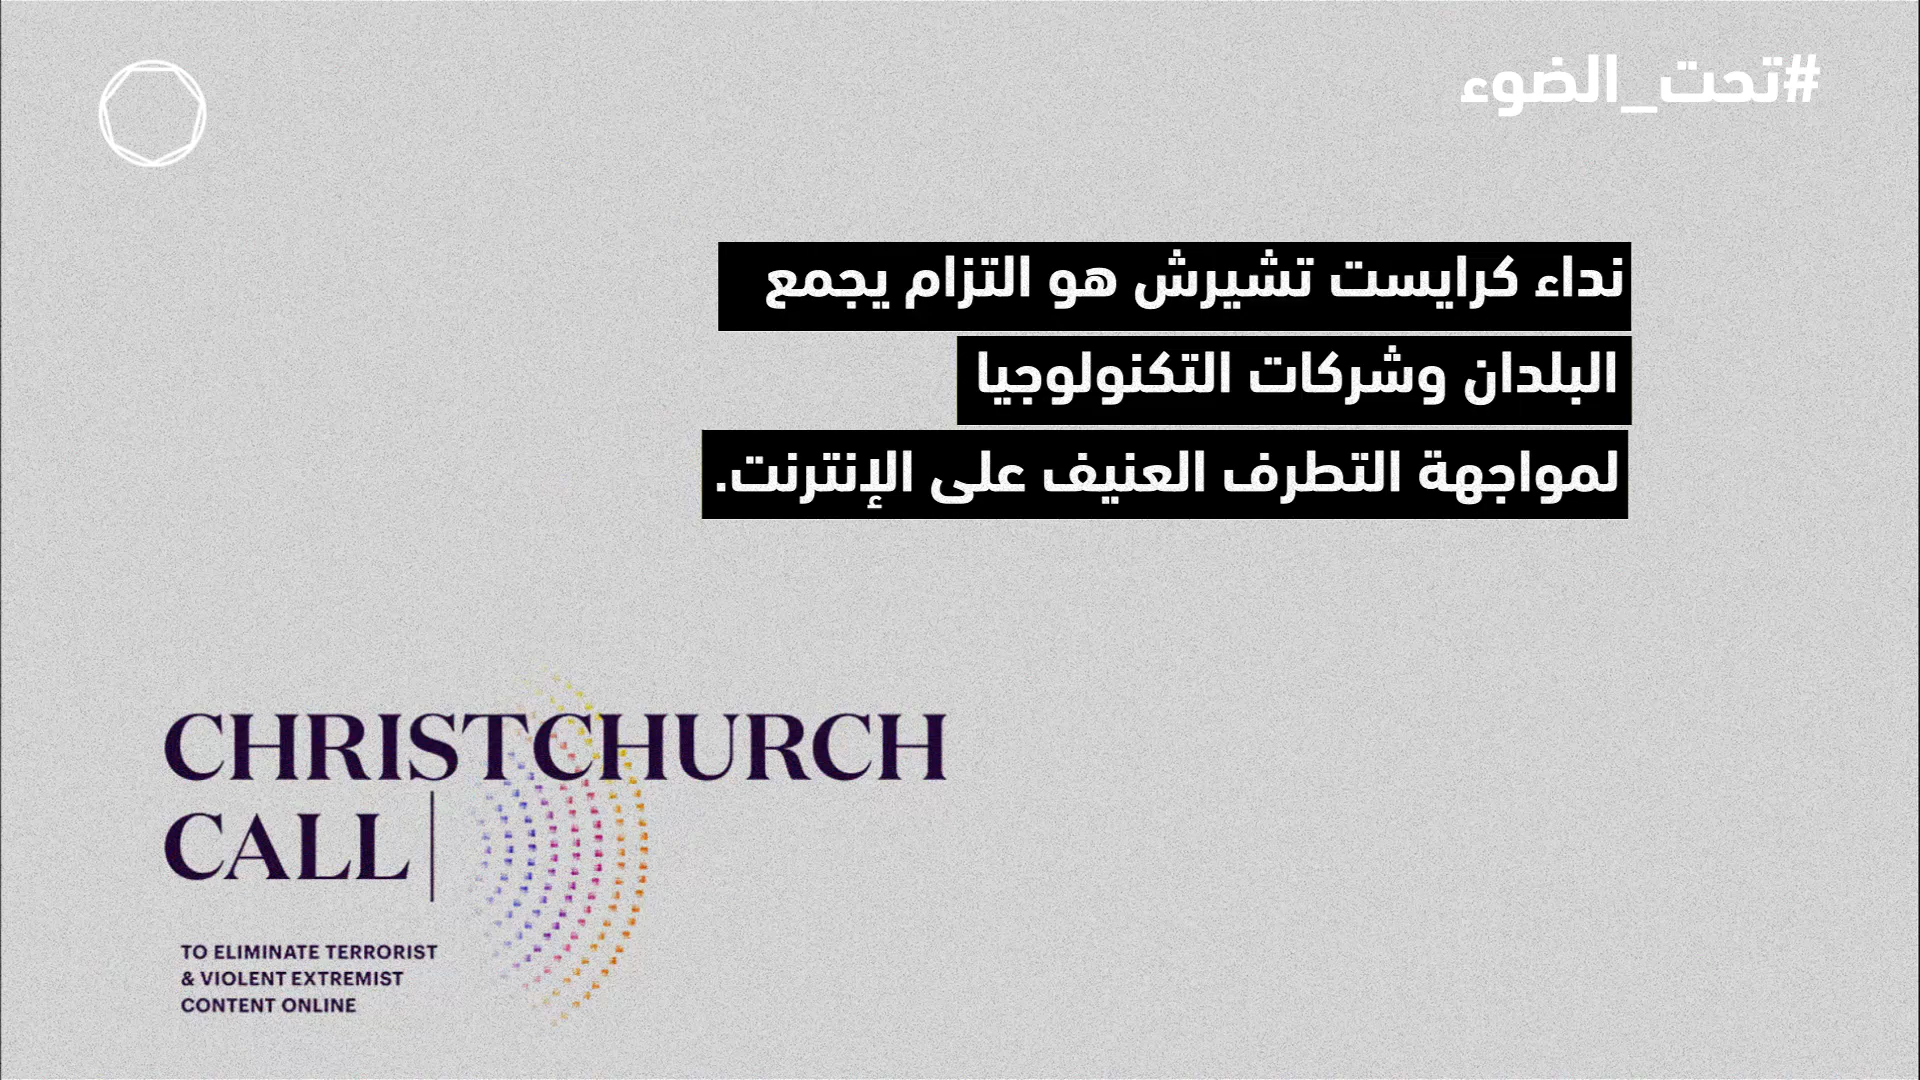 #تحت_الضوء
نداء كرايست تشيرش هو التزام يجمع
البلدان وشركات التكنولوجيا
لمواجهة التطرف العنيف على الإنترنت.
CHRISTCHURCH
CALL
TO ELIMINATE TERRORIST
& VIOLENT EXTREMIST
CONTENT ONLINE